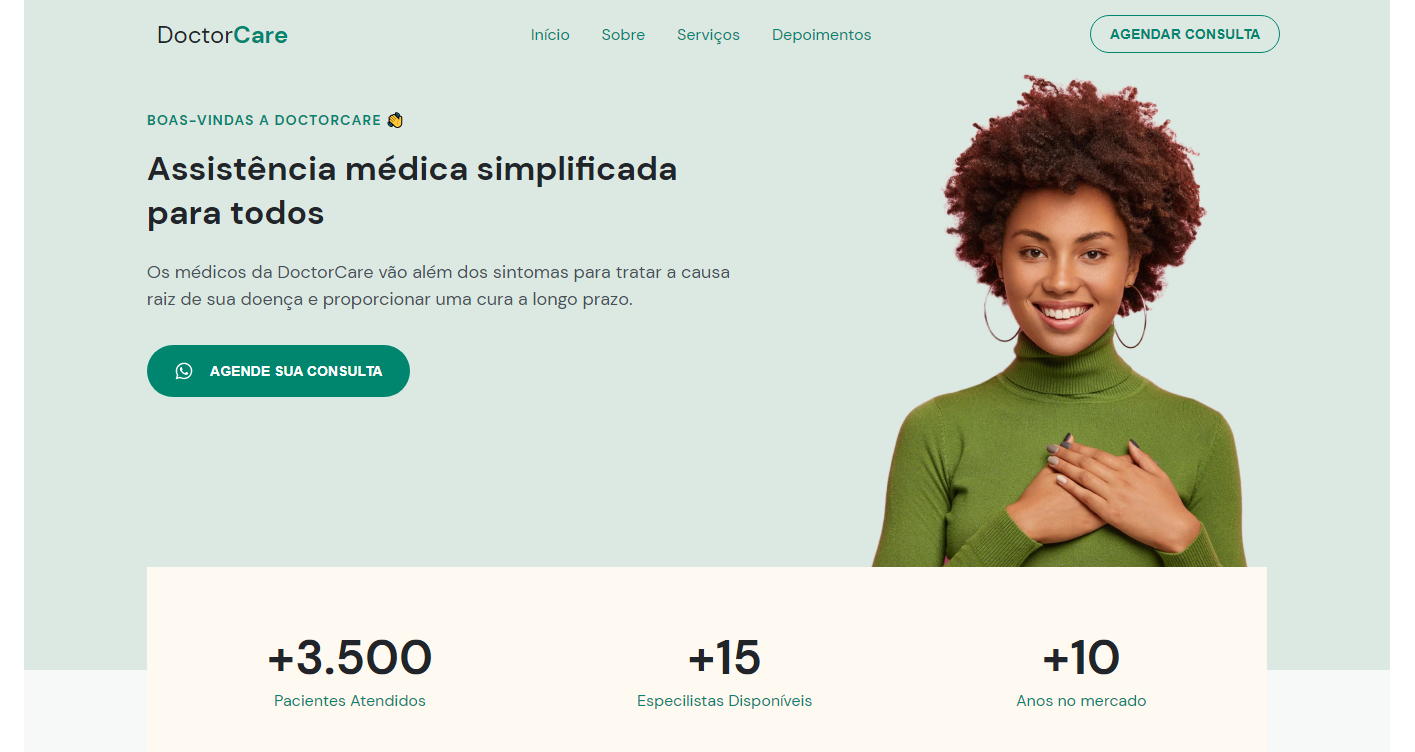 DoctorCare
Início Sobre Serviços Depoimentos
AGENDAR CONSULTA
BOAS-VINDAS A DOCTORCARE 👋
Assistência médica simplificada
para todos
Os médicos da DoctorCare vão além dos sintomas para tratar a causa
raiz de sua doença e proporcionar uma cura a longo prazo.
AGENDE SUA CONSULTA
+3.500
Pacientes Atendidos
+15
Especilistas Disponíveis
+10
Anos no mercado